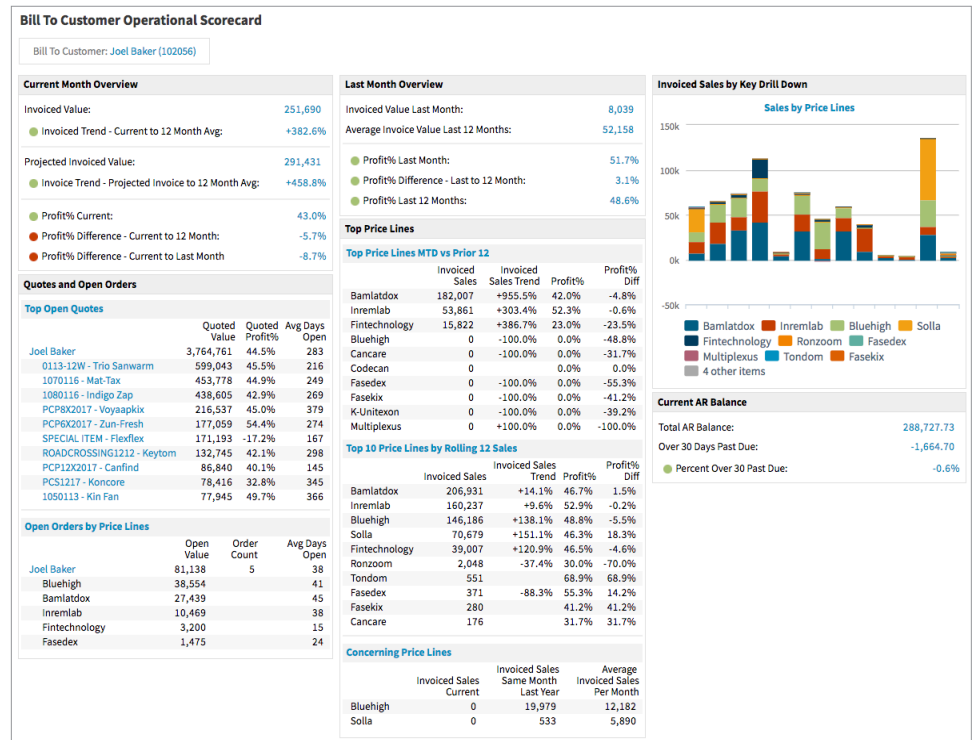 Bill To Customer Operational Scorecard
Bill To Customer: Joel Baker (102056)
Current Month Overview
Invoiced Value: 251,690
Invoiced Trend - Current to 12 Month Avg: +382.6%
Projected Invoiced Value: 291,431
Invoice Trend - Projected Invoice to 12 Month Avg: +458.8%
Profit% Current: 43.0%
Profit% Difference - Current to 12 Month: -5.7%
Profit% Difference - Current to Last Month -8.7%
Quotes and Open Orders
Top Open Quotes
Quoted Quoted Avg Days
Value Profit% Open
Joel Baker 3,764,761 44.5% 283
0113-12W - Trio Sanwarm 599,043 45.5% 216
1070116 - Mat-Tax 453,778 44.9% 249
1080116 - Indigo Zap 438,605 42.9% 269
PCP8X2017 - Voyaapkix 216,537 45.0% 379
PCP6X2017 - Zun-Fresh 177,059 54.4% 274
SPECIAL ITEM - Flexflex 171,193 -17.2% 167
ROADCROSSING1212 - Keytom 132,745 42.1% 298
PCP12X2017 - Canfind 86,840 40.1% 145
PCS1217 - Koncore 78,416 32.8% 345
1050113 - Kin Fan 77,945 49.7% 366
Open Orders by Price Lines
Open Order Avg Days
Value Count Open
Joel Baker 81,138 5 38
Bluehigh 38,554 41
Bamlatdox 27,439 45
Inremlab 10,469 38
Fintechnology 3,200 15
Fasedex 1,475 24
Last Month Overview
Invoiced Value Last Month: 8,039
Average Invoice Value Last 12 Months: 52,158
Profit% Last Month: 51.7%
Profit% Difference - Last to 12 Month: 3.1%
Profit% Last 12 Months: 48.6%
Top Price Lines
Top Price Lines MTD vs Prior 12
Invoiced Invoiced Profit%
Sales Sales Trend Profit% Diff
Bamlatdox 182,007 +955.5% 42.0% -4.8%
Inremlab 53,861 +303.4% 52.3% -0.6%
Fintechnology 15,822 +386.7% 23.0% -23.5%
Bluehigh 0 -100.0% 0.0% -48.8%
Cancare 0 -100.0% 0.0% -31.7%
Codecan 0 0.0% 0.0%
Fasedex 0 -100.0% 0.0% -55.3%
Fasekix 0 -100.0% 0.0% -41.2%
K-Unitexon 0 -100.0% 0.0% -39.2%
Multiplexus 0 +100.0% 0.0% -100.0%
Top 10 Price Lines by Rolling 12 Sales
Invoiced Sales Profit%
Invoiced Sales Trend Profit% Diff
Bamlatdox 206,931 +14.1% 46.7% 1.5%
Inremlab 160,237 +9.6% 52.9% -0.2%
Bluehigh 146,186 +138.1% 48.8% -5.5%
Solla 70,679 +151.1% 46.3% 18.3%
Fintechnology 39,007 +120.9% 46.5% -4.6%
Ronzoom 2,048 -37.4% 30.0% -70.0%
Tondom 551 68.9% 68.9%
Fasedex 371 -88.3% 55.3% 14.2%
Fasekix 280 41.2% 41.2%
Cancare 176 31.7% 31.7%
Concerning Price Lines
Invoiced Sales Average
Invoiced Sales Same Month Invoiced Sales
Current Last Year Per Month
Bluehigh 0 19,979 12,182
Solla 0 533 5,890
Invoiced Sales by Key Drill Down
Sales by Price Lines
150k
100k
50k
0k
-50k
Bamlatdox Inremlab Bluehigh Solla
Fintechnology Ronzoom Fasedex
Multiplexus Tondom Fasekix
4 other items
Current AR Balance
Total AR Balance: 288,727.73
Over 30 Days Past Due: -1,664.70
Percent Over 30 Past Due: -0.6%